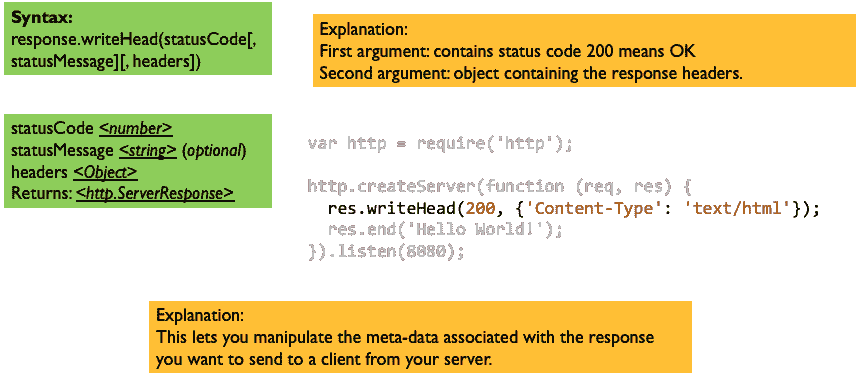 Syntax:
response.writeHead(statusCode[,
statusMessage][, headers])
Explanation:
First argument: contains status code 200 means OK
Second argument: object containing the response headers.
statusCode <number>
statusMessage <string> (optional)
headers <Object>
Returns: <http.ServerResponse>
var http = require('http');
http.createServer(function (req, res) {
res.writeHead(200, {'Content-Type': 'text/html'});
res.end('Hello World!');
}).listen(8080);
Explanation:
This lets you manipulate the meta-data associated with the response
you want to send to a client from your server.